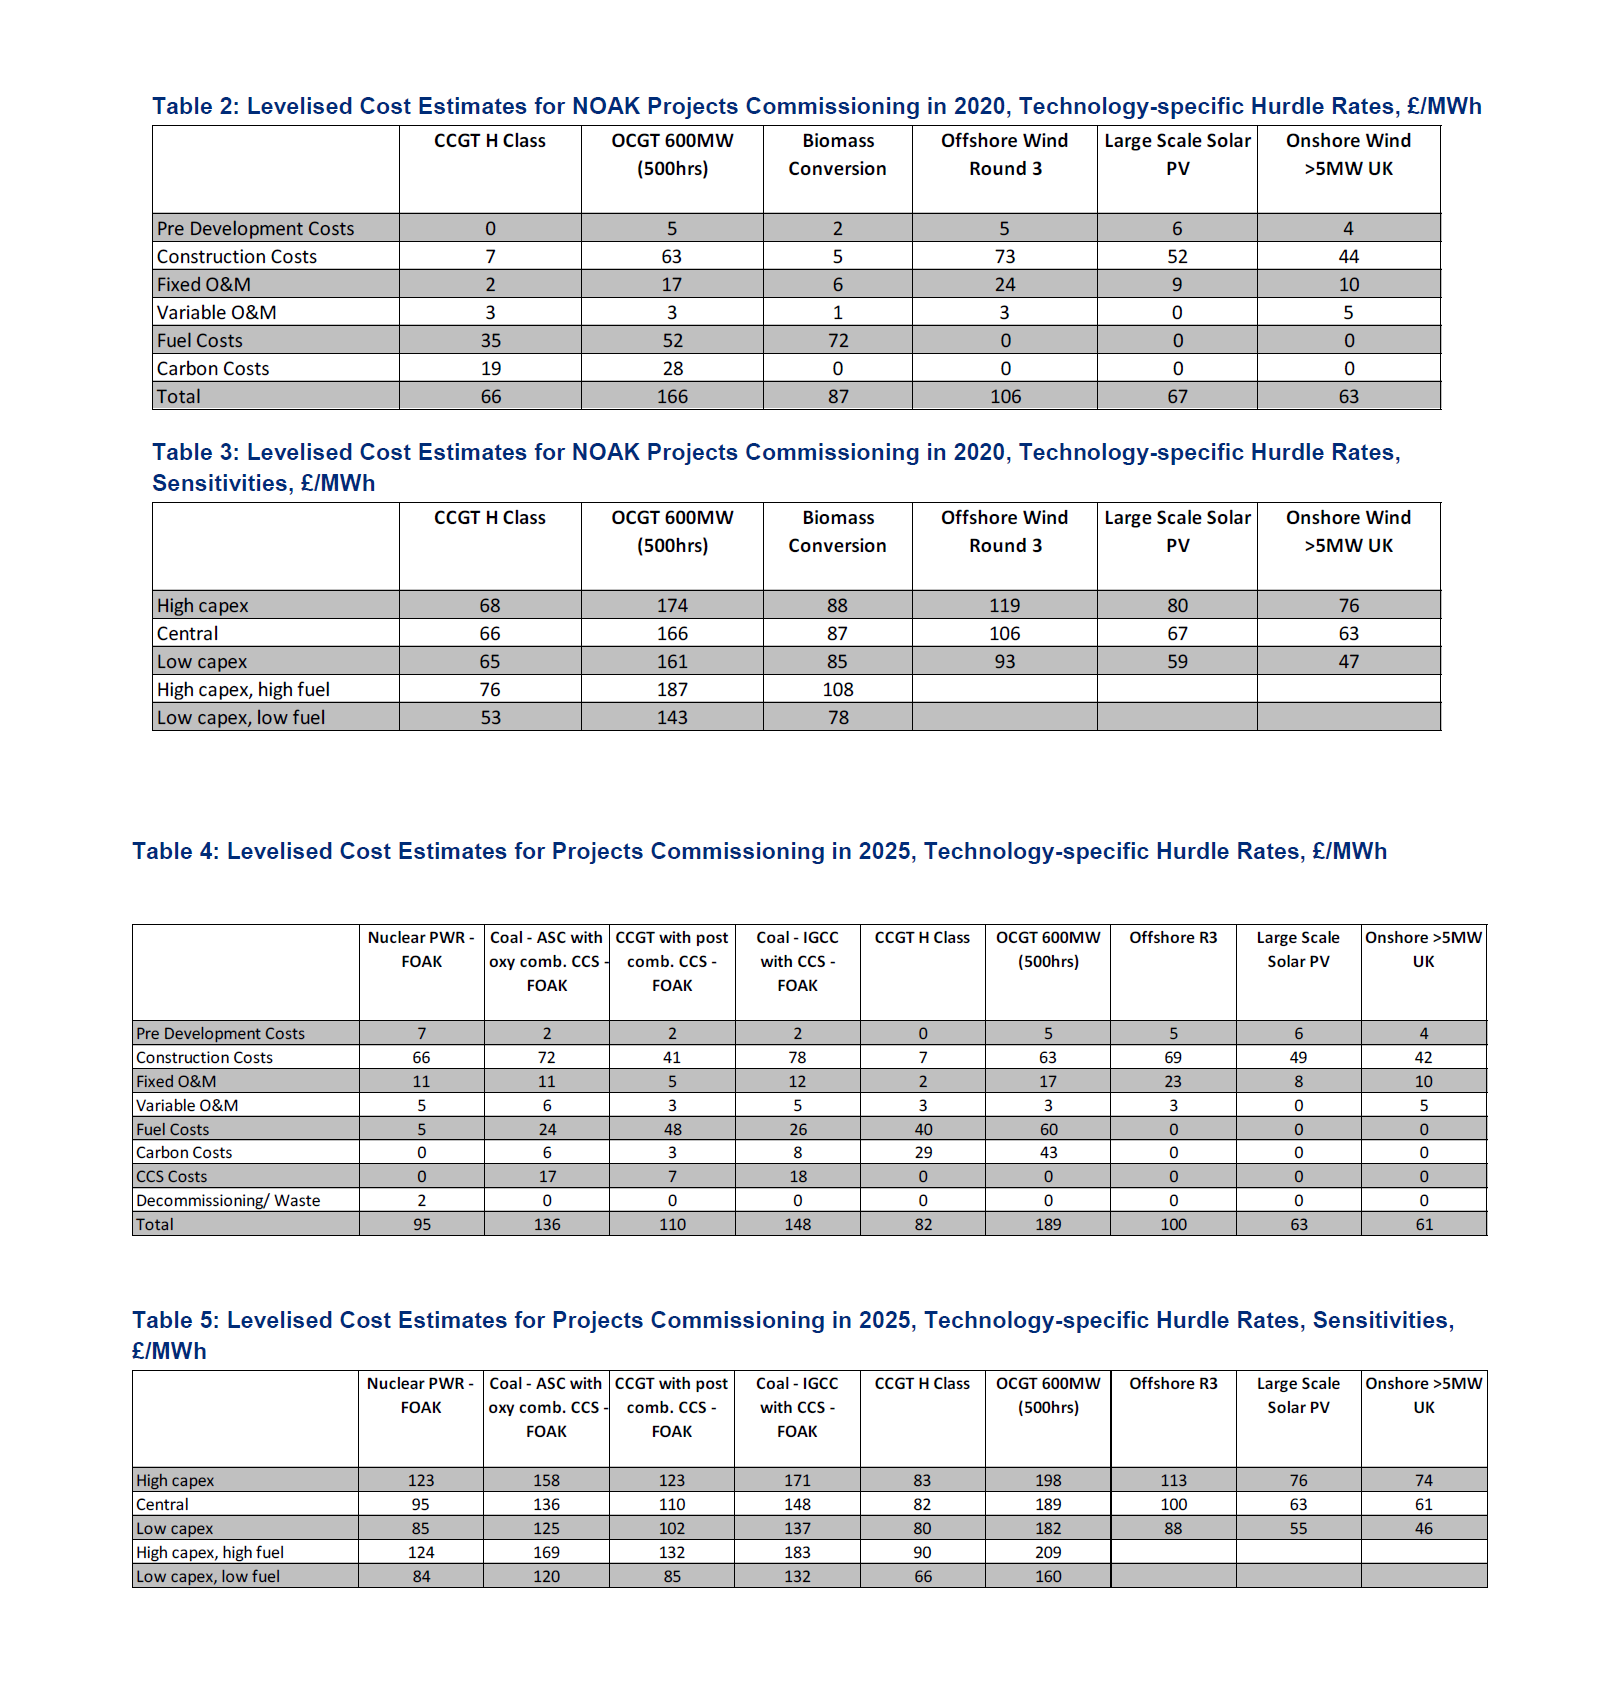 Table 2: Levelised Cost Estimates for NOAK Projects Commissioning in 2020, Technology-specific Hurdle Rates, £/MWh
CCGT H Class OCGT 600MW Biomass Offshore Wind Large Scale Solar Onshore Wind
(500hrs) Conversion Round 3 PV >5MW UK
Pre Development Costs 0 5 2 5 6 4
Construction Costs 7 63 5 73 52 44
Fixed O&M 2 17 6 24 9 10
Variable O&M 3 3 1 3 0 5
Fuel Costs 35 52 72 0 0 0
Carbon Costs 19 28 0 0 0 0
Total 66 166 87 106 67 63
Table 3: Levelised Cost Estimates for NOAK Projects Commissioning in 2020, Technology-specific Hurdle Rates,
Sensitivities, £/MWh
CCGT H Class OCGT 600MW Biomass Offshore Wind Large Scale Solar Onshore Wind
(500hrs) Conversion Round 3 PV >5MW UK
High capex 68 174 88 119 80 76
Central 66 166 87 106 67 63
Low capex 65 161 85 93 59 47
High capex, high fuel 76 187 108
Low capex, low fuel 53 143 78
Table 4: Levelised Cost Estimates for Projects Commissioning in 2025, Technology-specific Hurdle Rates, £/MWh
Nuclear PWR - Coal - ASC with CCGT with post Coal - IGCC CCGT H Class OCGT 600MW Offshore R3 Large Scale Onshore >5MW
FOAK oxy comb. CCS - comb. CCS - with CCS - (500hrs) Solar PV UK
FOAK FOAK FOAK
Pre Development Costs 7 2 2 2 0 5 5 6 4
Construction Costs 66 72 41 78 7 63 69 49 42
Fixed O&M 11 11 5 12 2 17 23 8 10
Variable O&M 5 6 3 5 3 3 3 0 5
Fuel Costs 5 24 48 26 40 60 0 0 0
Carbon Costs 0 6 3 8 29 43 0 0 0
CCS Costs 0 17 7 18 0 0 0 0 0
Decommissioning/ Waste 2 0 0 0 0 0 0 0 0
Total 95 136 110 148 82 189 100 63 61
Table 5: Levelised Cost Estimates for Projects Commissioning in 2025, Technology-specific Hurdle Rates, Sensitivities,
£/MWh
Nuclear PWR - Coal - ASC with CCGT with post Coal - IGCC CCGT H Class OCGT 600MW Offshore R3 Large Scale Onshore >5MW
FOAK oxy comb. CCS - comb. CCS - with CCS - (500hrs) Solar PV UK
FOAK FOAK FOAK
High capex 123 158 123 171 83 198 113 76 74
Central 95 136 110 148 82 189 100 63 61
Low capex 85 125 102 137 80 182 88 55 46
High capex, high fuel 124 169 132 183 90 209
Low capex, low fuel 84 120 85 132 66 160